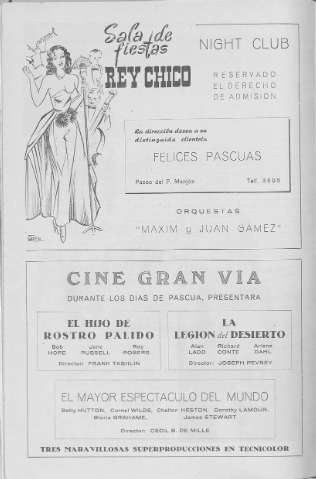 Sala de
fiestas
REY CHICO
NIGHT CLUB
RESERVADO
EL DERECHO
DE ADMISION
La dirección desea a su
distinguida clientela
FELICES PASCUAS
Paseo del P. Manjón
Telf. 3695
ORQUESTAS
"MAXIM y JUAN GAMEZ"
CINE GRAN VIA
DURANTE LOS DIAS DE PASCUA, PRESENTARA
EL HIJO DE
ROSTRO PALIDO
Bob Jane Roy
HOPE RUSSELL ROGERS
Director: FRANK TASHLIN
LA
LEGION del DESIERTO
Alan Richard Arlene
LADD CONTE DAHL
Director: JOSEPH PEVNEY
EL MAYOR ESPECTACULO DEL MUNDO
Betty HUTTON, Cornel WILDE, Charlton HESTON, Dorothy LAMOUR,
Gloria GRAHAME, James STEWART
Director: CECIL B. DE MILLE
TRES MARAVILLOSAS SUPERPRODUCCIONES EN TECNICOLOR